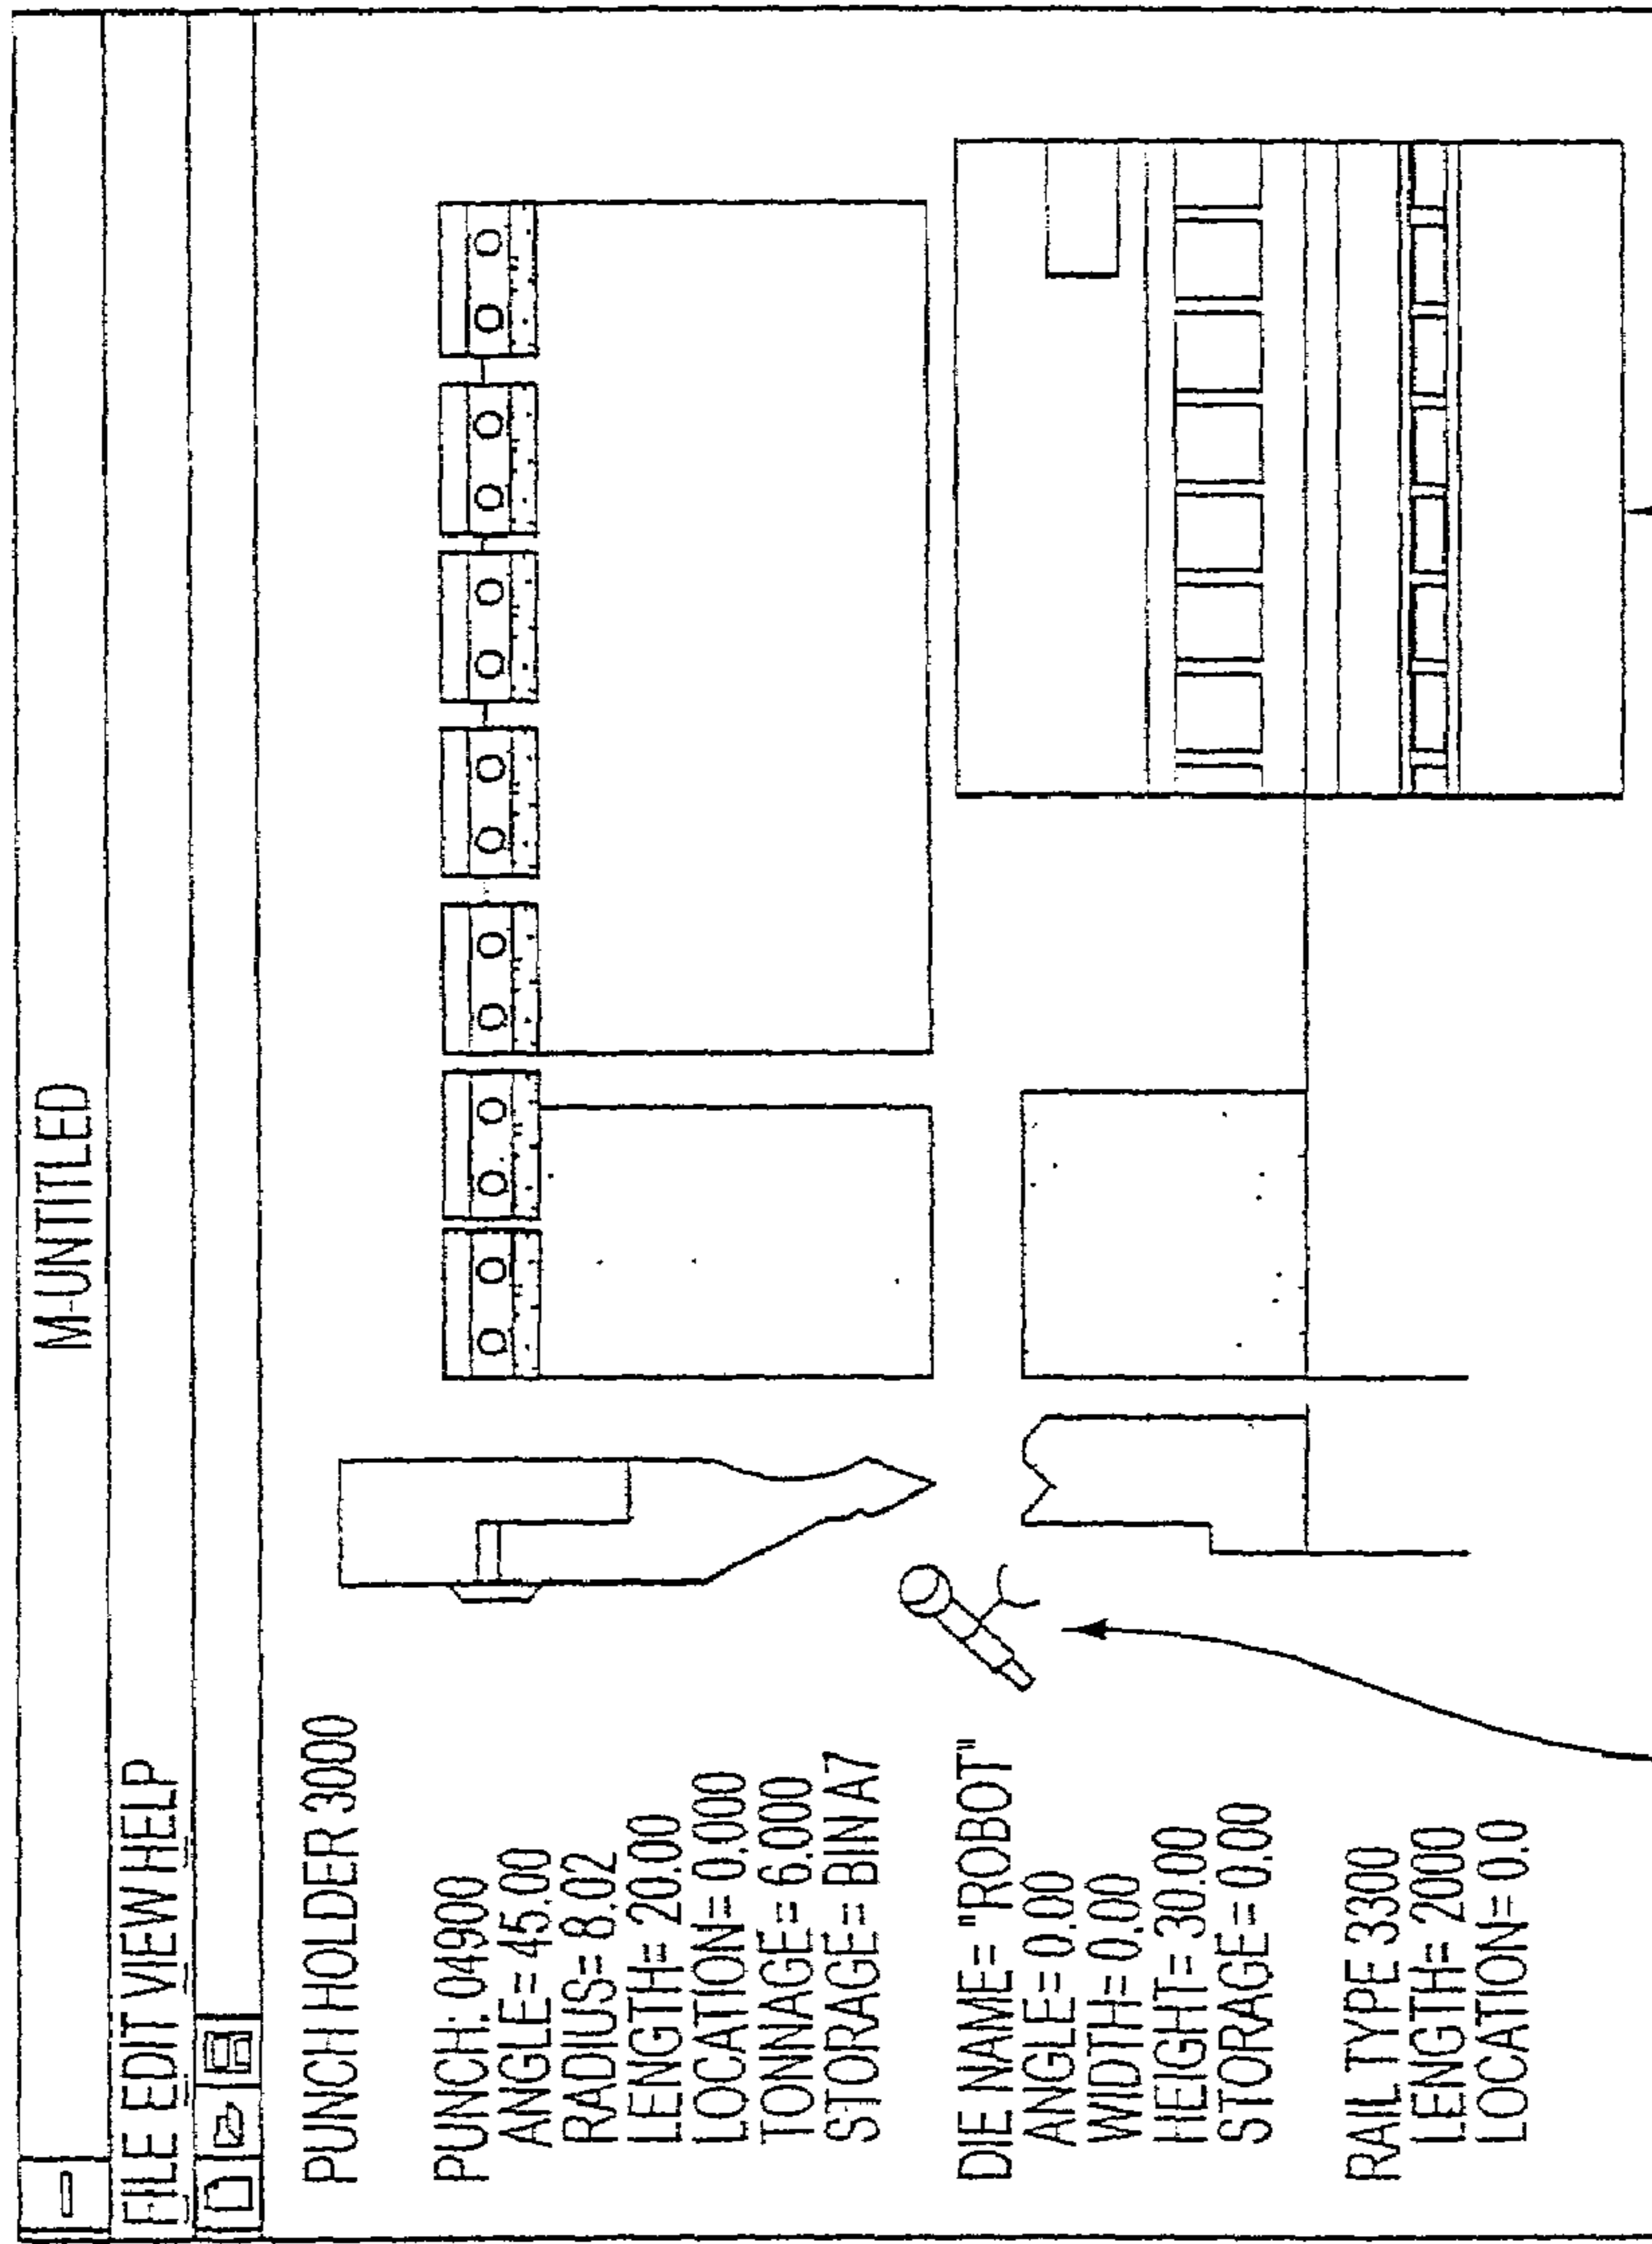 M-UNTITLED
FILE EDIT VIEW HELP
PUNCH HOLDER 3000
PUNCH: 04900
ANGLE= 45.00
RADIUS= 8.02
LENGTH= 20.00
LOCATION= 0.000
TONNAGE= 6.000
STORAGE= BIN A7
DIE NAME= "ROBOT"
ANGLE= 0.00
WIDTH= 0.00
HEIGHT= 30.00
STORAGE= 0.00
RAIL TYPE 3300
LENGTH= 2000
LOCATION= 0.0